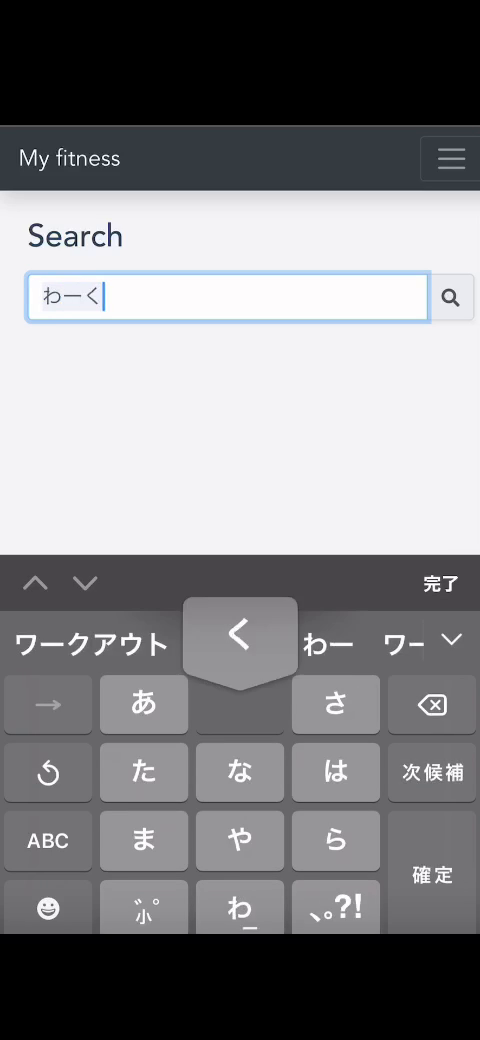 My fitness
Search
わーく
完了
ワークアウト く わー ワー
→ あ さ
た な は 次候補
ABC ま や ら 確定
小 わ 、。?!